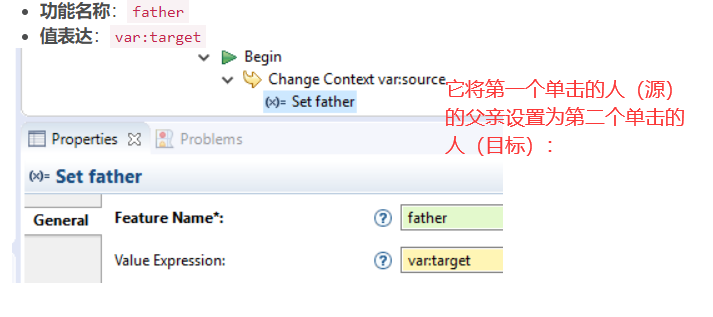 功能名称：father
值表达：var:target
Begin
Change Context var:source
(x)= Set father
它将第一个单击的人（源）
的父亲设置为第二个单击的
人（目标）：
Properties
Problems
(x)= Set father
General
Feature Name*:
?
father
Value Expression:
?
var:target